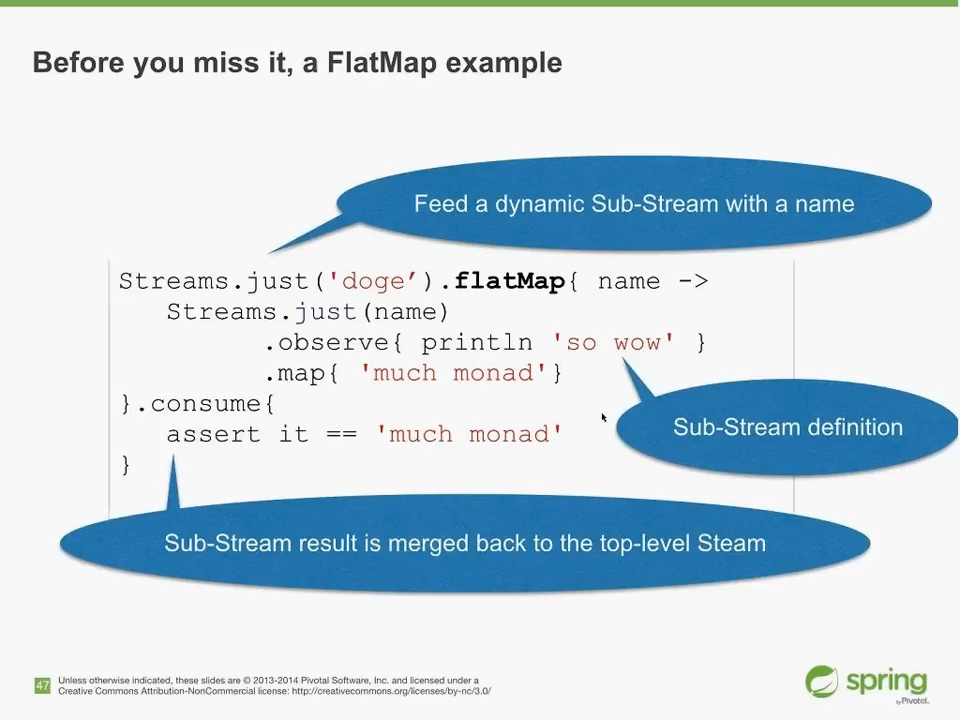 Before you miss it, a FlatMap example
Feed a dynamic Sub-Stream with a name
Streams.just('doge’).flatMap{ name ->
Streams.just(name)
.observe{ println 'so wow' }
.map{ 'much monad'}
}.consume{
assert it == 'much monad'
}
Sub-Stream definition
Sub-Stream result is merged back to the top-level Steam
47
Unless otherwise indicated, these slides are © 2013-2014 Pivotal Software, Inc. and licensed under a
Creative Commons Attribution-NonCommercial license: http://creativecommons.org/licenses/by-nc/3.0/
spring
by Pivotal.